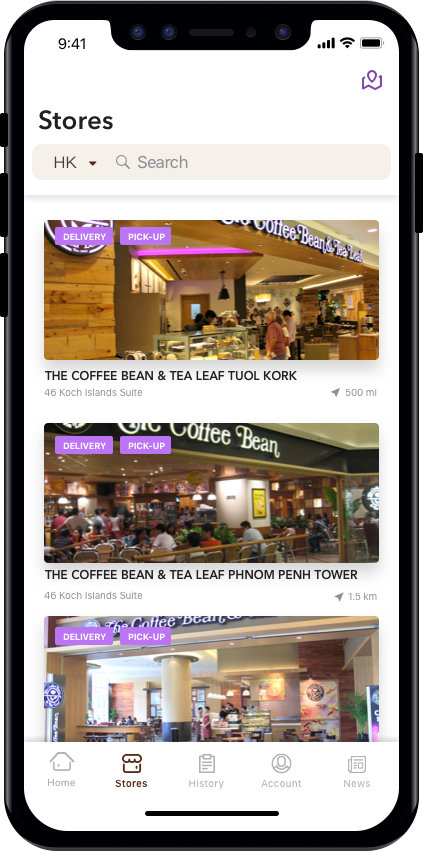 9:41
Stores
HK Search
The Coffee Bean & Tea Leaf
DELIVERY PICK-UP
THE COFFEE BEAN & TEA LEAF TUOL KORK
46 Koch Islands Suite 500 mi
The Coffee Bean
DELIVERY PICK-UP
THE COFFEE BEAN & TEA LEAF PHNOM PENH TOWER
46 Koch Islands Suite 1.5 km
The Coffee Bean &
DELIVERY PICK-UP
Home Stores History Account News